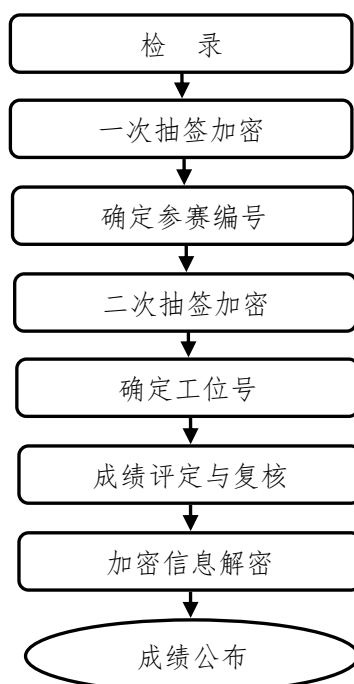 检 录
一次抽签加密
确定参赛编号
二次抽签加密
确定工位号
成绩评定与复核
加密信息解密
成绩公布